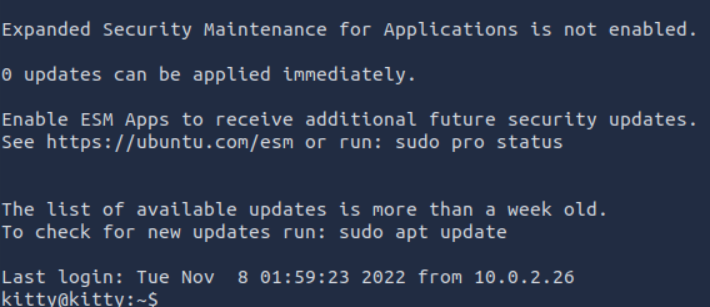 Expanded Security Maintenance for Applications is not enabled.
0 updates can be applied immediately.
Enable ESM Apps to receive additional future security updates.
See https://ubuntu.com/esm or run: sudo pro status
The list of available updates is more than a week old.
To check for new updates run: sudo apt update
Last login: Tue Nov  8 01:59:23 2022 from 10.0.2.26
kitty@kitty:~$